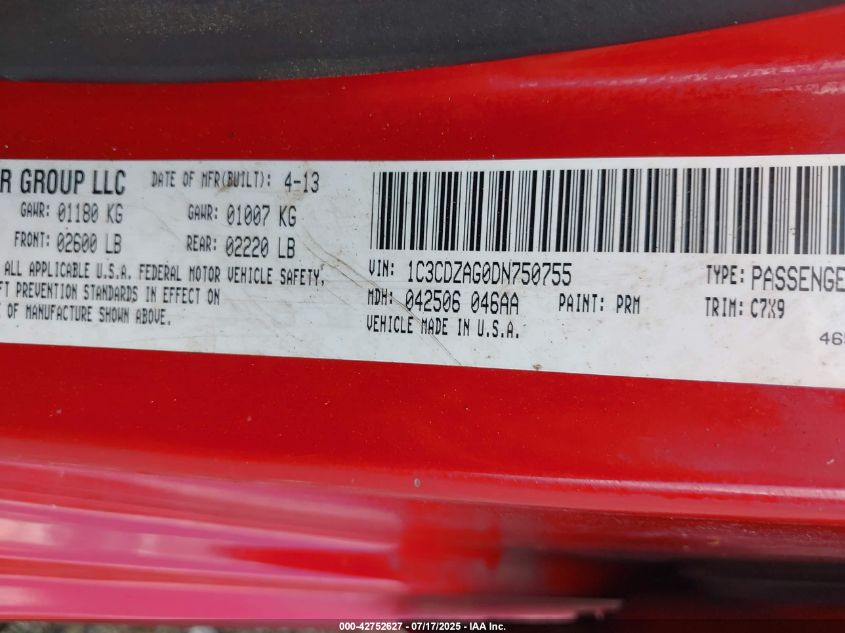 R GROUP LLC DATE OF MFR(BUILT): 4-13
GAWR: 01180 KG GAWR: 01007 KG
FRONT: 02600 LB REAR: 02220 LB
ALL APPLICABLE U.S.A. FEDERAL MOTOR VEHICLE SAFETY,
FT PREVENTION STANDARDS IN EFFECT ON
E OF MANUFACTURE SHOWN ABOVE.
VIN: 1C3CDZAG0DN750755 TYPE: PASSENGE
MDH: 042506 046AA PAINT: PRM TRIM: C7X9
VEHICLE MADE IN U.S.A.
465
000-42752627 - 07/17/2025 - IAA Inc.